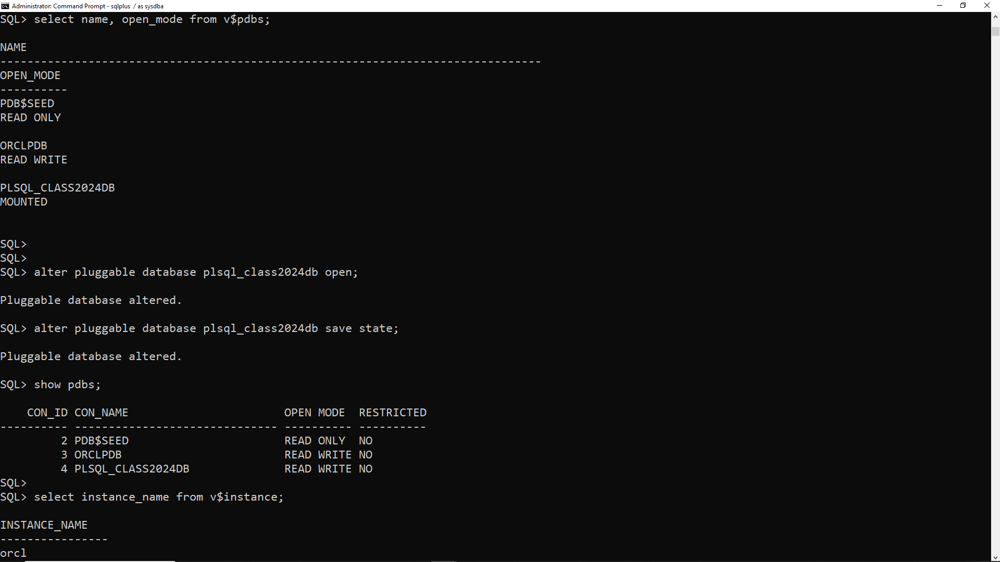 Administrator: Command Prompt - sqlplus  / as sysdba
SQL> select name, open_mode from v$pdbs;
NAME
--------------------------------------------------------------------------------
OPEN_MODE
----------
PDB$SEED
READ ONLY
ORCLPDB
READ WRITE
PLSQL_CLASS2024DB
MOUNTED
SQL>
SQL>
SQL> alter pluggable database plsql_class2024db open;
Pluggable database altered.
SQL> alter pluggable database plsql_class2024db save state;
Pluggable database altered.
SQL> show pdbs;
    CON_ID CON_NAME                       OPEN MODE  RESTRICTED
---------- ------------------------------ ---------- ----------
         2 PDB$SEED                       READ ONLY  NO
         3 ORCLPDB                        READ WRITE NO
         4 PLSQL_CLASS2024DB              READ WRITE NO
SQL>
SQL> select instance_name from v$instance;
INSTANCE_NAME
----------------
orcl